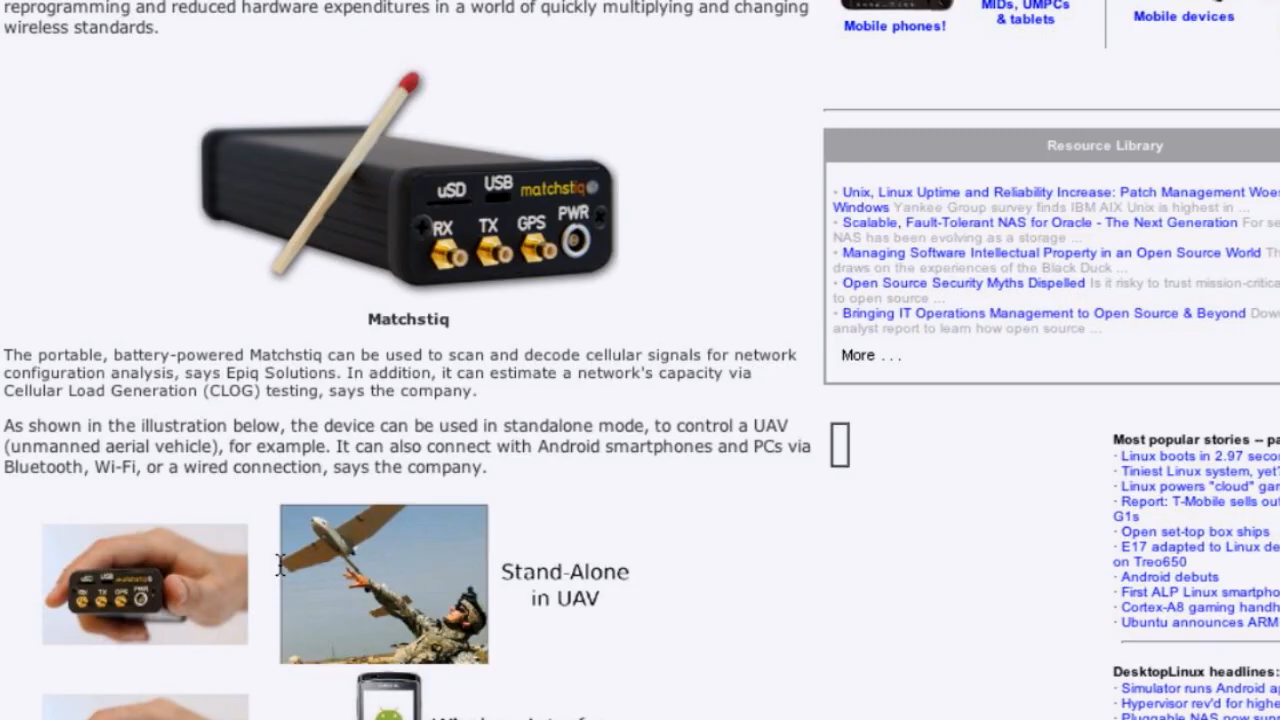 reprogramming and reduced hardware expenditures in a world of quickly multiplying and changing
wireless standards.
uSD USB matchstiq
RX TX GPS PWR
Matchstiq
The portable, battery-powered Matchstiq can be used to scan and decode cellular signals for network
configuration analysis, says Epiq Solutions. In addition, it can estimate a network's capacity via
Cellular Load Generation (CLOG) testing, says the company.
As shown in the illustration below, the device can be used in standalone mode, to control a UAV
(unmanned aerial vehicle), for example. It can also connect with Android smartphones and PCs via
Bluetooth, Wi-Fi, or a wired connection, says the company.
Stand-Alone
in UAV
Mobile phones!
MIDs, UMPCs
& tablets
Mobile devices
Resource Library
· Unix, Linux Uptime and Reliability Increase: Patch Management Woes
Windows Yankee Group survey finds IBM AIX Unix is highest in ...
· Scalable, Fault-Tolerant NAS for Oracle - The Next Generation For se
NAS has been evolving as a storage ...
· Managing Software Intellectual Property in an Open Source World Th
draws on the experiences of the Black Duck ...
· Open Source Security Myths Dispelled Is it risky to trust mission-critica
to open source ...
· Bringing IT Operations Management to Open Source & Beyond Dow
analyst report to learn how open source ...
More . . .
Most popular stories -- pa
· Linux boots in 2.97 seco
· Tiniest Linux system, yet?
· Linux powers "cloud" gam
· Report: T-Mobile sells out
G1s
· Open set-top box ships
· E17 adapted to Linux de
on Treo650
· Android debuts
· First ALP Linux smartpho
· Cortex-A8 gaming handh
· Ubuntu announces ARM
DesktopLinux headlines:
· Simulator runs Android a
· Hypervisor rev'd for highe